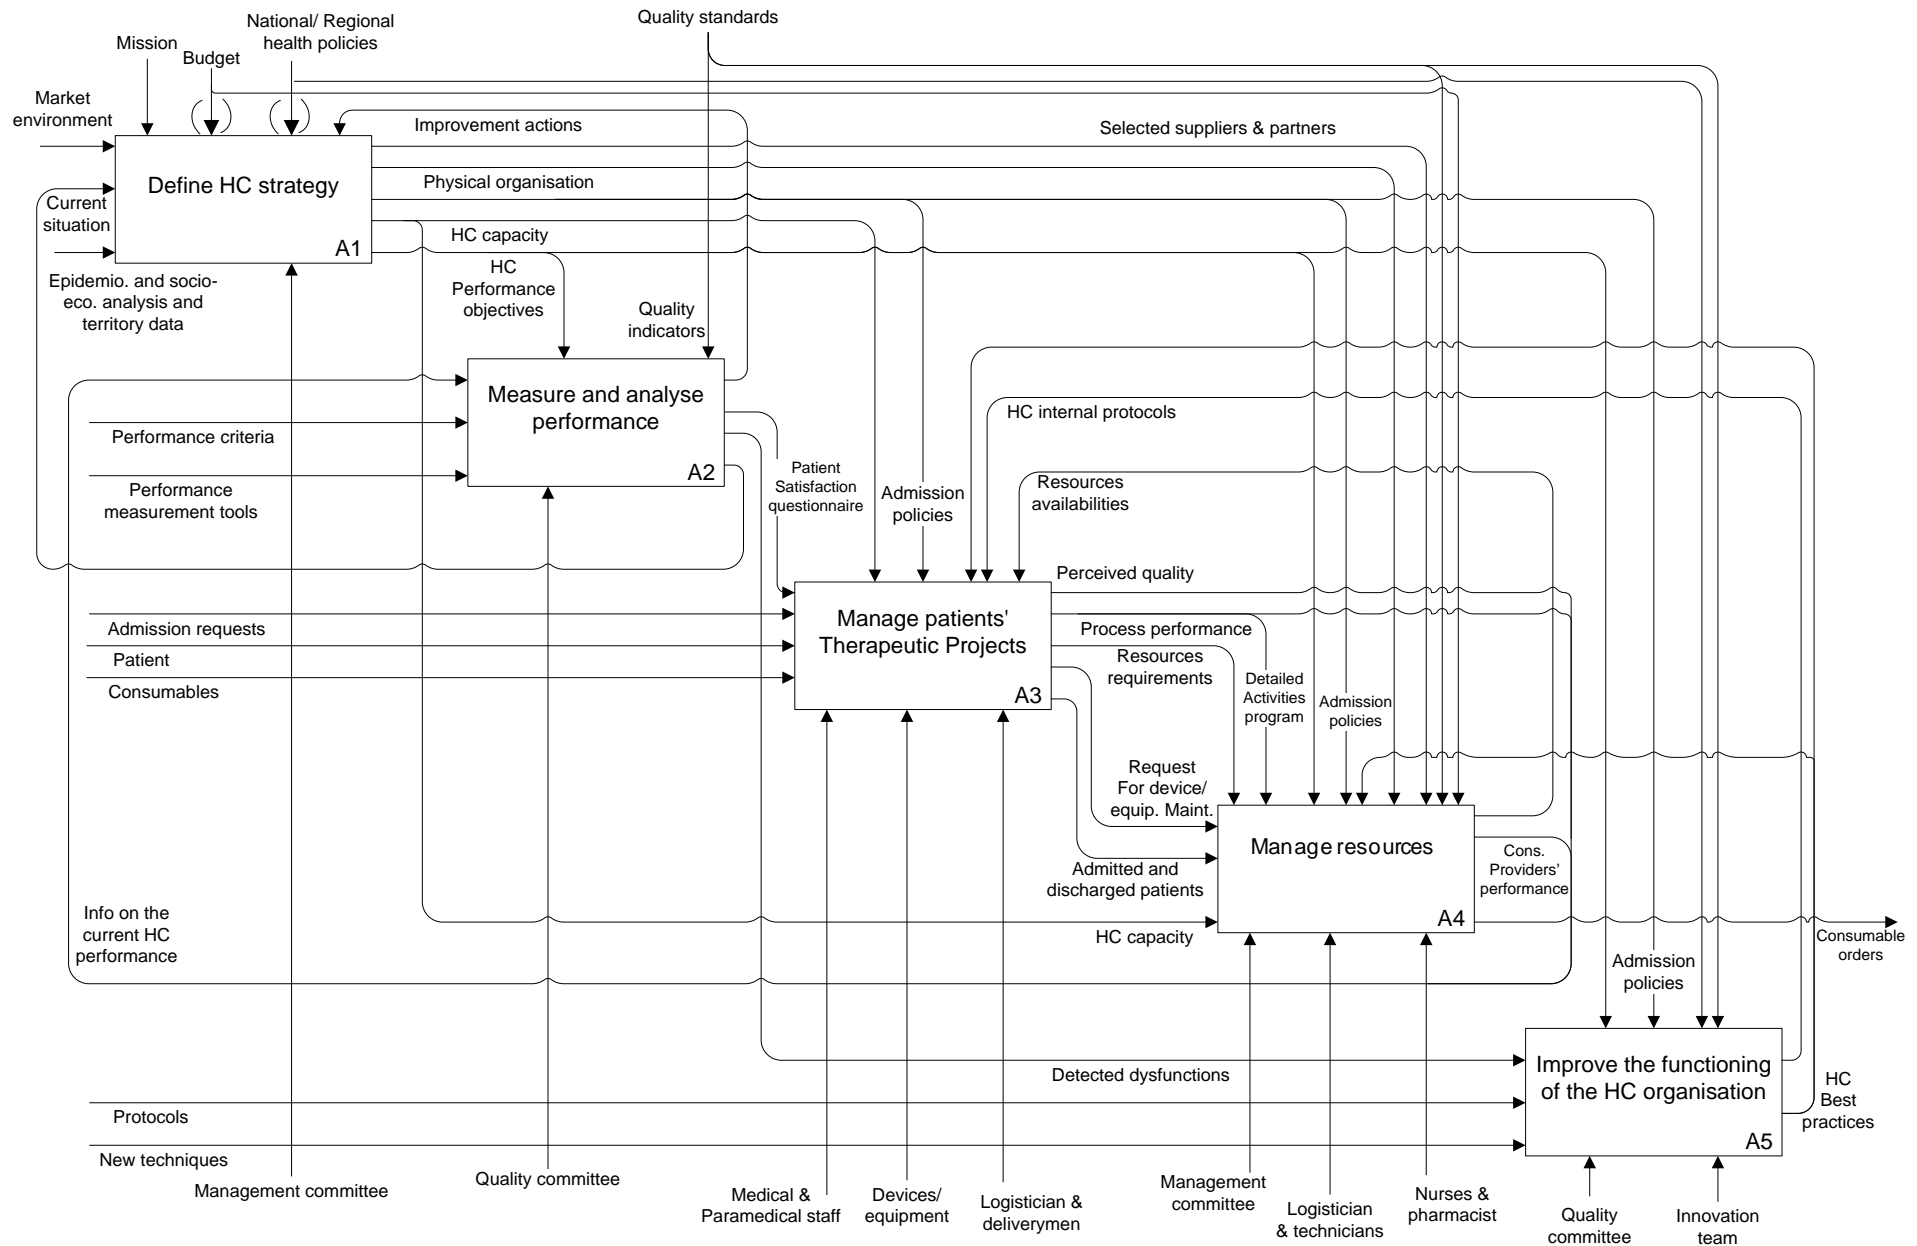 Quality standards
National/ Regional
health policies
Mission
Budget
Market
environment
Improvement actions
Selected suppliers & partners
Define HC strategy
Physical organisation
Current
situation
HC capacity
A1
HC
Performance
objectives
Epidemio. and socio-
eco. analysis and
territory data
Quality
indicators
Measure and analyse
performance
A2
Performance criteria
Performance
measurement tools
Patient
Satisfaction
questionnaire
Admission
policies
HC internal protocols
Resources
availabilities
Perceived quality
Manage patients'
Therapeutic Projects
A3
Admission requests
Patient
Consumables
Process performance
Resources
requirements
Detailed
Activities
program
Admission
policies
Request
For device/
equip. Maint.
Manage resources
A4
Cons.
Providers'
performance
Admitted and
discharged patients
HC capacity
Info on the
current HC
performance
Consumable
orders
Admission
policies
Improve the functioning
of the HC organisation
A5
HC
Best
practices
Detected dysfunctions
Protocols
New techniques
Management committee
Quality committee
Medical &
Paramedical staff
Devices/
equipment
Logistician &
deliverymen
Management
committee
Logistician
& technicians
Nurses &
pharmacist
Quality
committee
Innovation
team